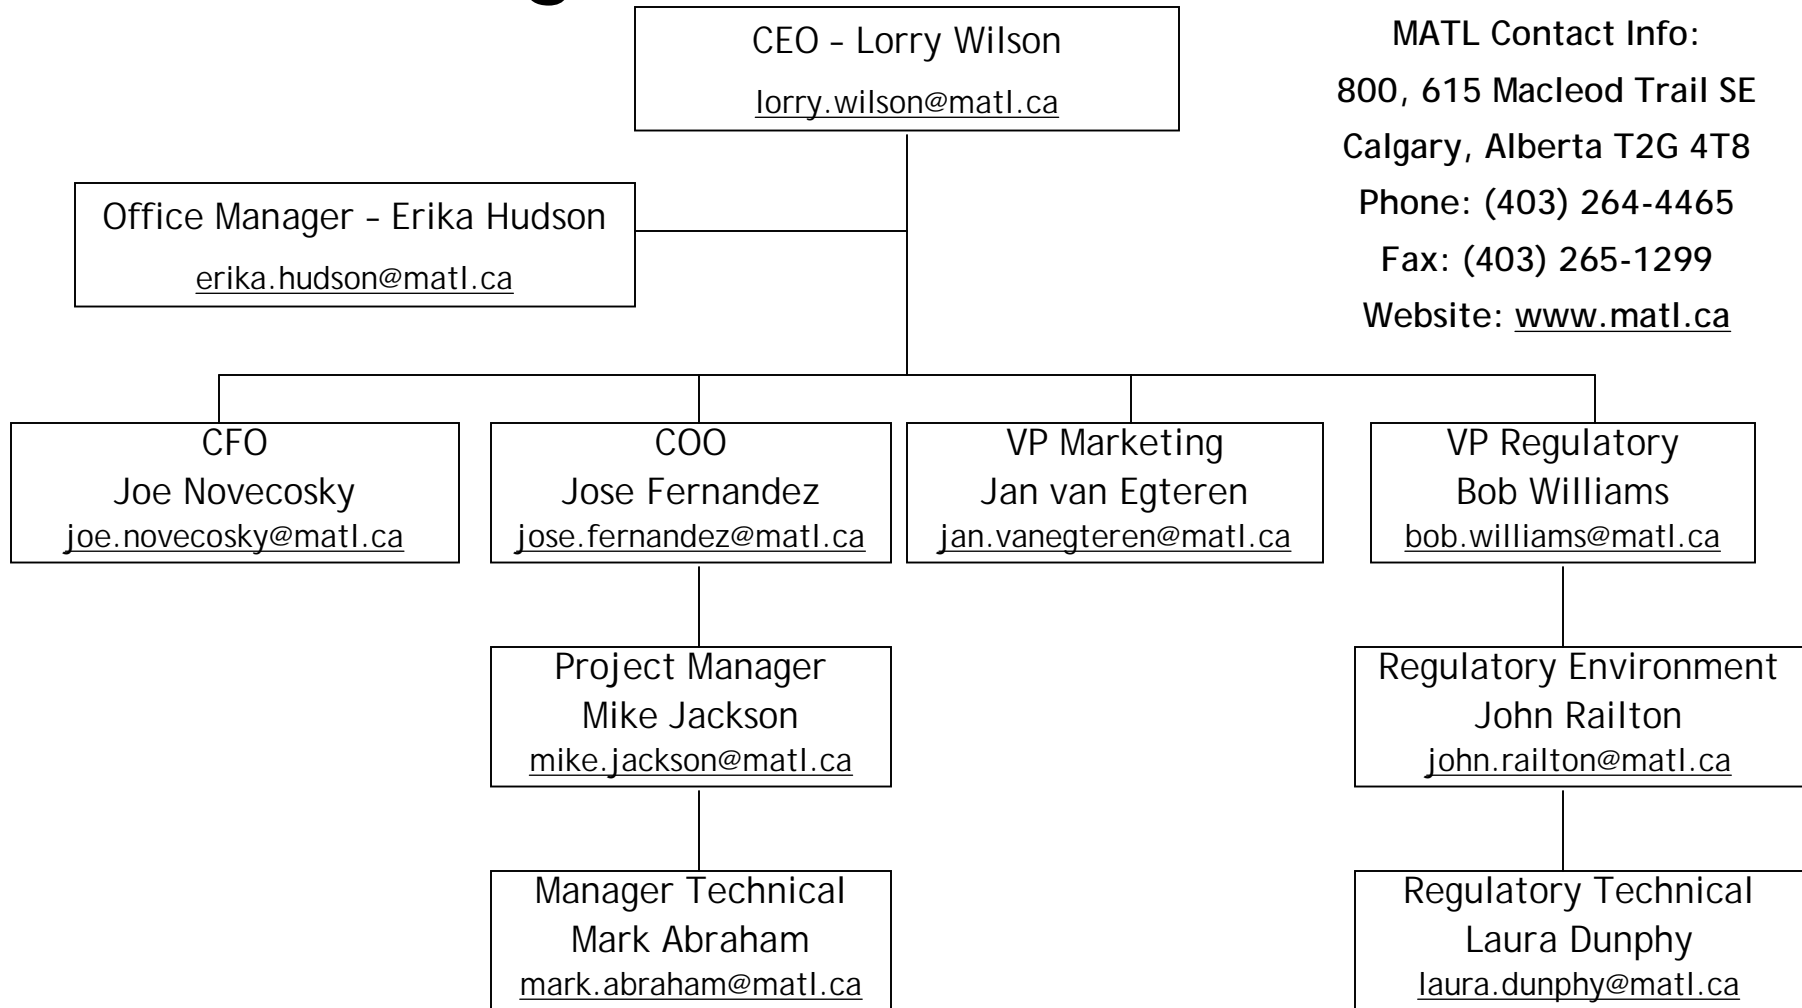 CEO – Lorry Wilson
lorry.wilson@matl.ca
MATL Contact Info:
800, 615 Macleod Trail SE
Calgary, Alberta T2G 4T8
Phone: (403) 264-4465
Fax: (403) 265-1299
Website: www.matl.ca
Office Manager – Erika Hudson
erika.hudson@matl.ca
CFO
Joe Novecosky
joe.novecosky@matl.ca
COO
Jose Fernandez
jose.fernandez@matl.ca
VP Marketing
Jan van Egteren
jan.vanegteren@matl.ca
VP Regulatory
Bob Williams
bob.williams@matl.ca
Project Manager
Mike Jackson
mike.jackson@matl.ca
Regulatory Environment
John Railton
john.railton@matl.ca
Manager Technical
Mark Abraham
mark.abraham@matl.ca
Regulatory Technical
Laura Dunphy
laura.dunphy@matl.ca